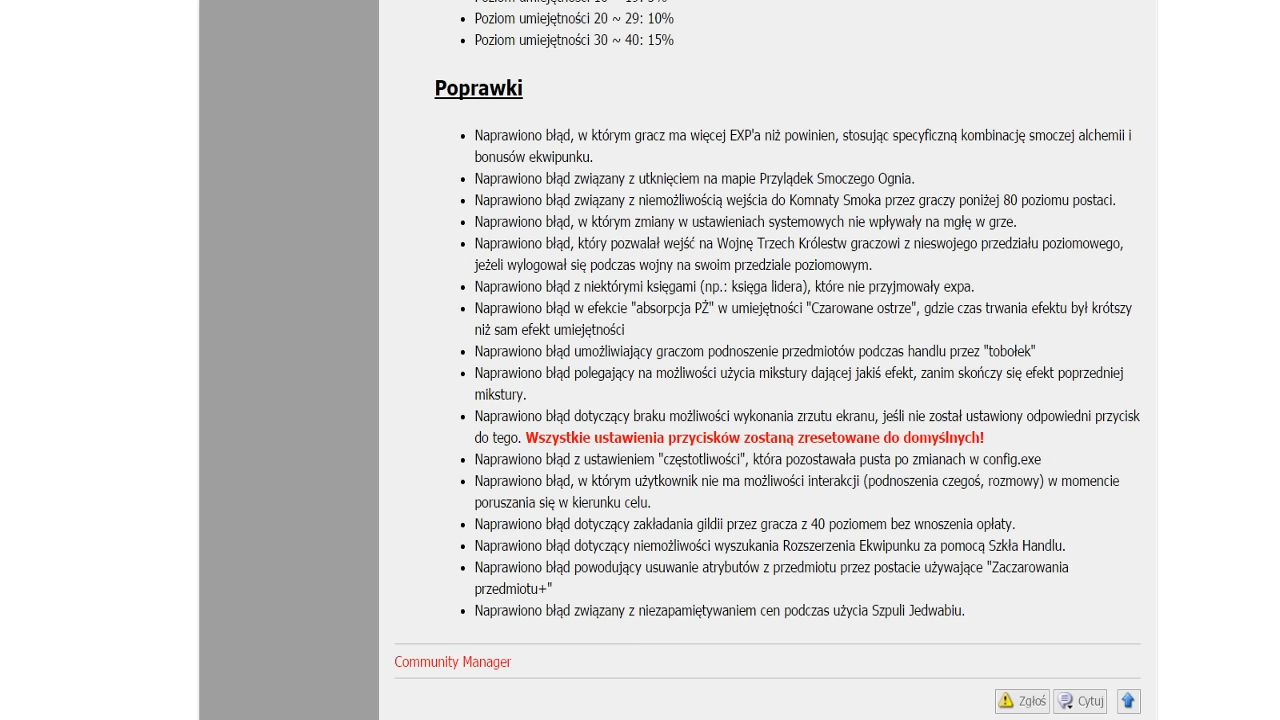 Poziom umiejętności 10 ~ 19: 5%
Poziom umiejętności 20 ~ 29: 10%
Poziom umiejętności 30 ~ 40: 15%
Poprawki
Naprawiono błąd, w którym gracz ma więcej EXP'a niż powinien, stosując specyficzną kombinację smoczej alchemii i
bonusów ekwipunku.
Naprawiono błąd związany z utknięciem na mapie Przylądek Smoczego Ognia.
Naprawiono błąd związany z niemożliwością wejścia do Komnaty Smoka przez graczy poniżej 80 poziomu postaci.
Naprawiono błąd, w którym zmiany w ustawieniach systemowych nie wpływały na mgłę w grze.
Naprawiono błąd, który pozwalał wejść na Wojnę Trzech Królestw graczowi z nieswojego przedziału poziomowego,
jeżeli wylogował się podczas wojny na swoim przedziale poziomowym.
Naprawiono błąd z niektórymi księgami (np.: księga lidera), które nie przyjmowały expa.
Naprawiono błąd w efekcie "absorpcja PŻ" w umiejętności "Czarowane ostrze", gdzie czas trwania efektu był krótszy
niż sam efekt umiejętności
Naprawiono błąd umożliwiający graczom podnoszenie przedmiotów podczas handlu przez "tobołek"
Naprawiono błąd polegający na możliwości użycia mikstury dającej jakiś efekt, zanim skończy się efekt poprzedniej
mikstury.
Naprawiono błąd dotyczący braku możliwości wykonania zrzutu ekranu, jeśli nie został ustawiony odpowiedni przycisk
do tego. Wszystkie ustawienia przycisków zostaną zresetowane do domyślnych!
Naprawiono błąd z ustawieniem "częstotliwości", która pozostawała pusta po zmianach w config.exe
Naprawiono błąd, w którym użytkownik nie ma możliwości interakcji (podnoszenia czegoś, rozmowy) w momencie
poruszania się w kierunku celu.
Naprawiono błąd dotyczący zakładania gildii przez gracza z 40 poziomem bez wnoszenia opłaty.
Naprawiono błąd dotyczący niemożliwości wyszukania Rozszerzenia Ekwipunku za pomocą Szkła Handlu.
Naprawiono błąd powodujący usuwanie atrybutów z przedmiotu przez postacie używające "Zaczarowania
przedmiotu+"
Naprawiono błąd związany z niezapamiętywaniem cen podczas użycia Szpuli Jedwabiu.
Community Manager
Zgłoś Cytuj